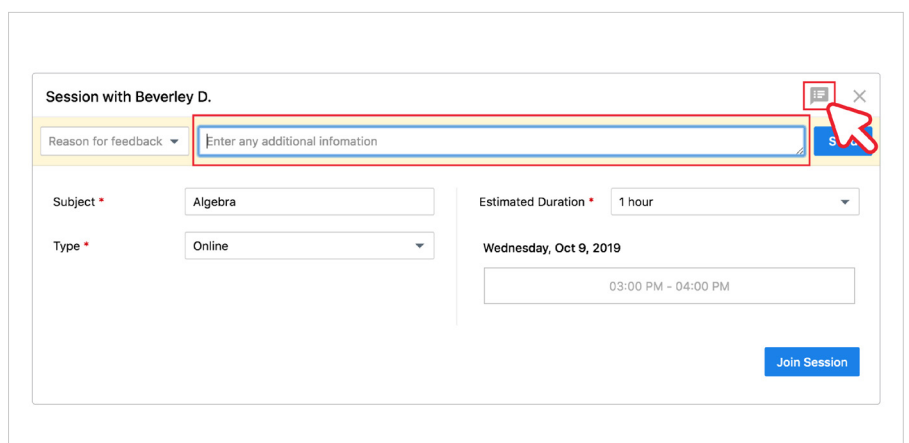 Session with Beverley D.
Reason for feedback
Enter any additional infomation
Subject *
Algebra
Estimated Duration *
1 hour
Type *
Online
Wednesday, Oct 9, 2019
03:00 PM - 04:00 PM
Join Session